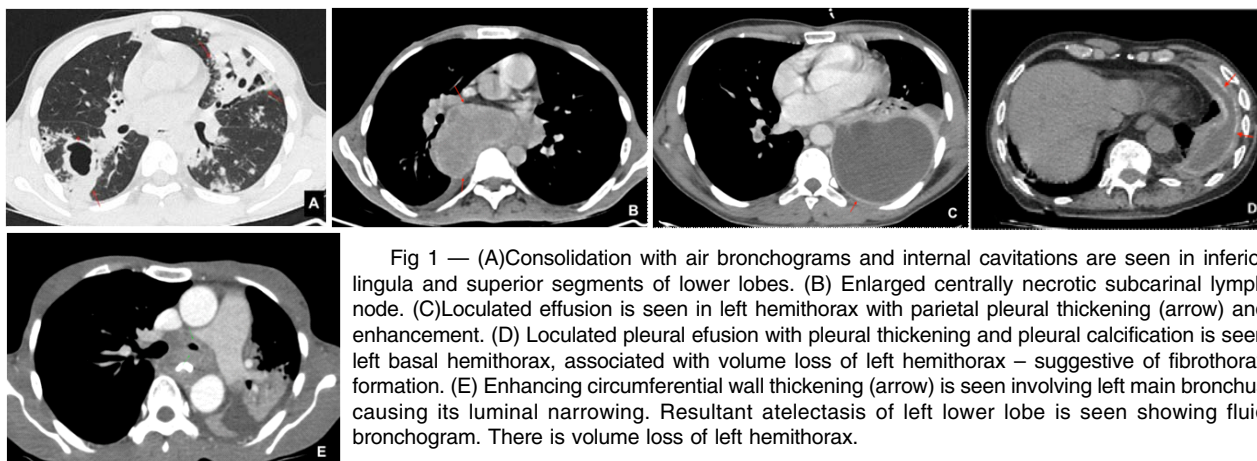 A
B
C
D
E
Fig 1 — (A)Consolidation with air bronchograms and internal cavitations are seen in inferio
lingula and superior segments of lower lobes. (B) Enlarged centrally necrotic subcarinal lymp
node. (C)Loculated effusion is seen in left hemithorax with parietal pleural thickening (arrow) an
enhancement. (D) Loculated pleural efusion with pleural thickening and pleural calcification is see
left basal hemithorax, associated with volume loss of left hemithorax – suggestive of fibrothora
formation. (E) Enhancing circumferential wall thickening (arrow) is seen involving left main bronchu
causing its luminal narrowing. Resultant atelectasis of left lower lobe is seen showing flui
bronchogram. There is volume loss of left hemithorax.